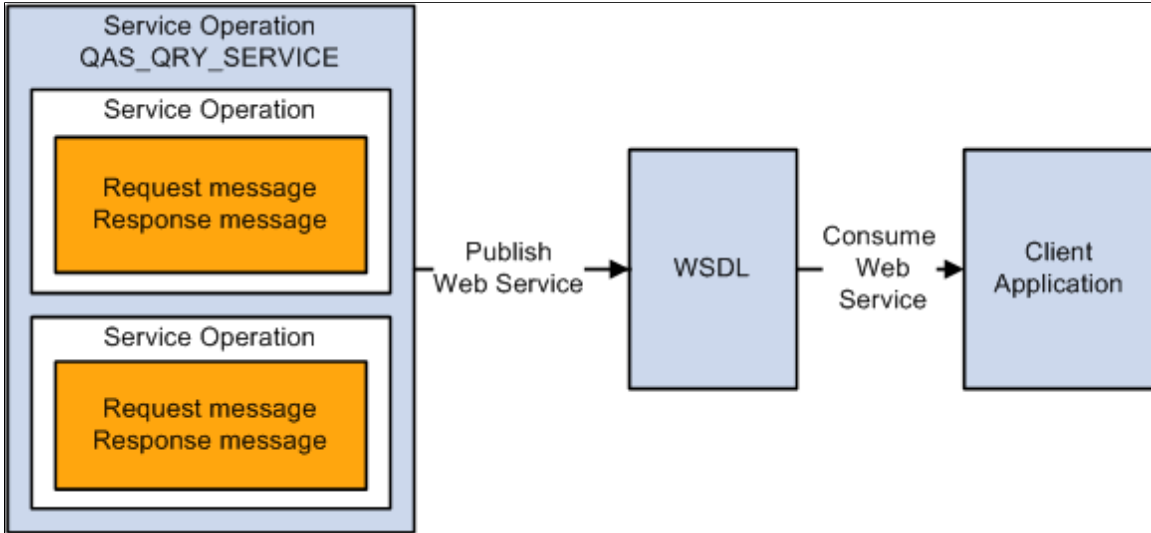 Service Operation
QAS_QRY_SERVICE
Service Operation
Request message
Response message
Service Operation
Request message
Response message
Publish
Web Service
WSDL
Consume
Web
Service
Client
Application